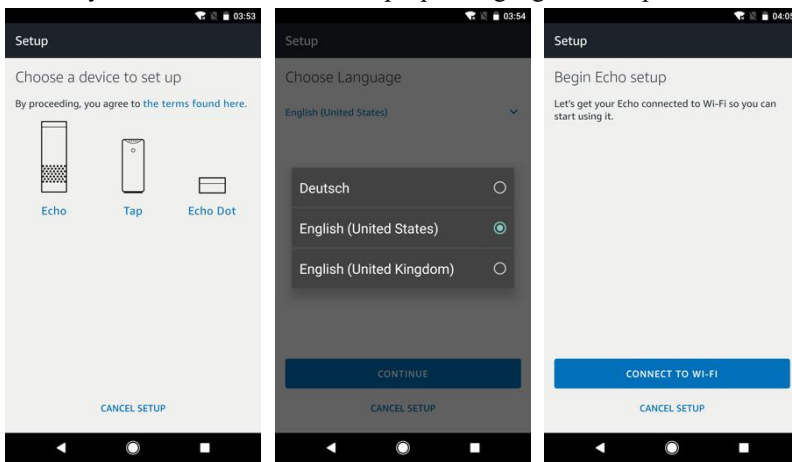 03:53
Setup
Choose a device to set up
By proceeding, you agree to the terms found here.
Echo Tap Echo Dot
CANCEL SETUP
03:54
Setup
Choose Language
English (United States)
Deutsch
English (United States)
English (United Kingdom)
CONTINUE
CANCEL SETUP
04:05
Setup
Begin Echo setup
Let's get your Echo connected to Wi-Fi so you can
start using it.
CONNECT TO WI-FI
CANCEL SETUP